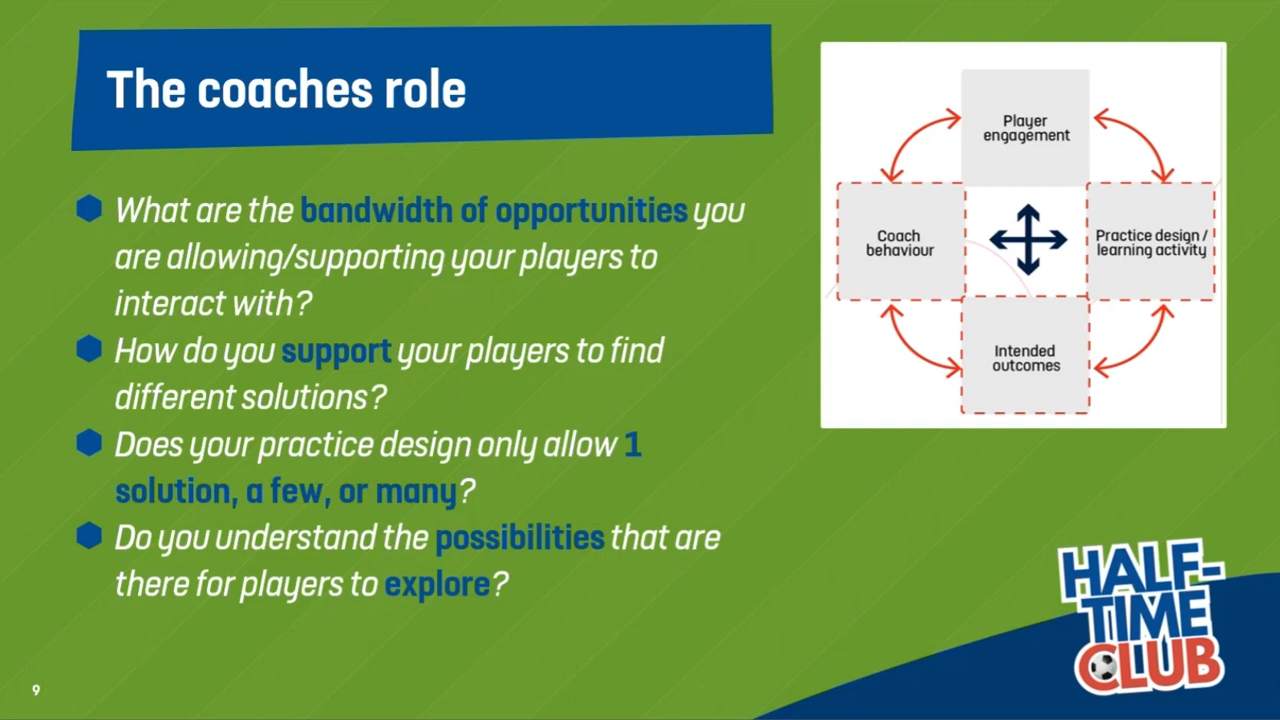 The coaches role
What are the bandwidth of opportunities you
are allowing/supporting your players to
interact with?
How do you support your players to find
different solutions?
Does your practice design only allow 1
solution, a few, or many?
Do you understand the possibilities that are
there for players to explore?
Player
engagement
Coach
behaviour
Practice design /
learning activity
Intended
outcomes
HALF-
TIME
CLUB
9